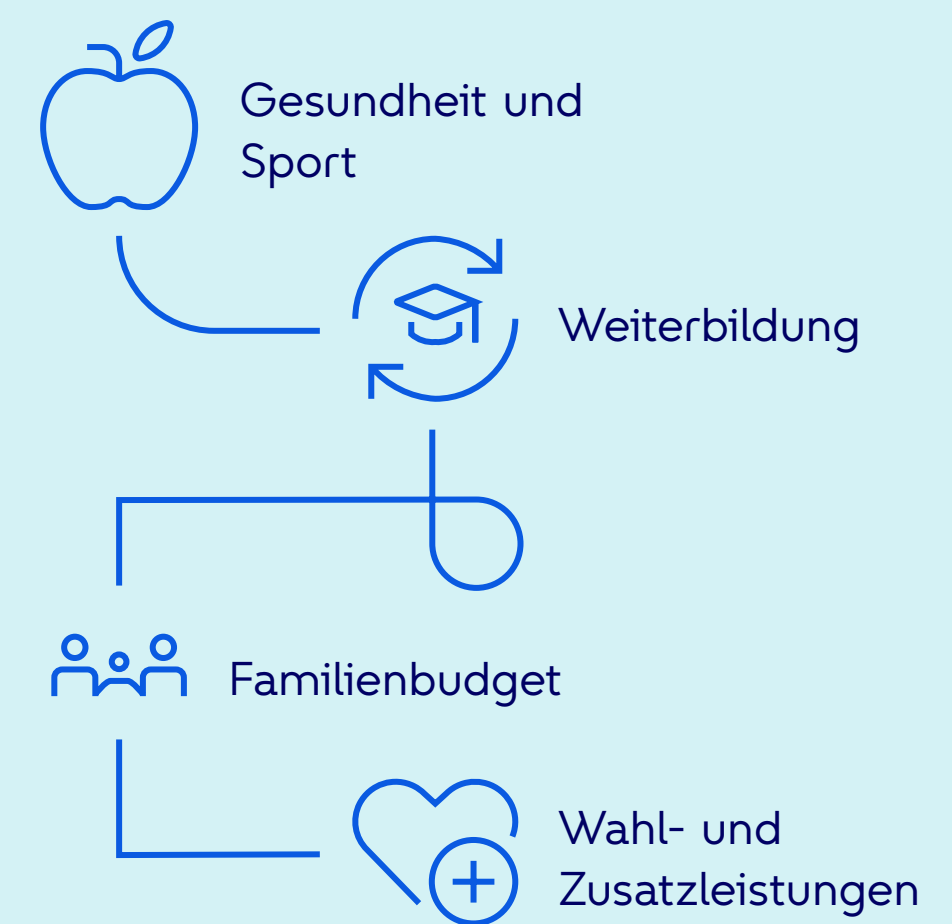 Gesundheit und
Sport
Weiterbildung
Familienbudget
Wahl- und
Zusatzleistungen